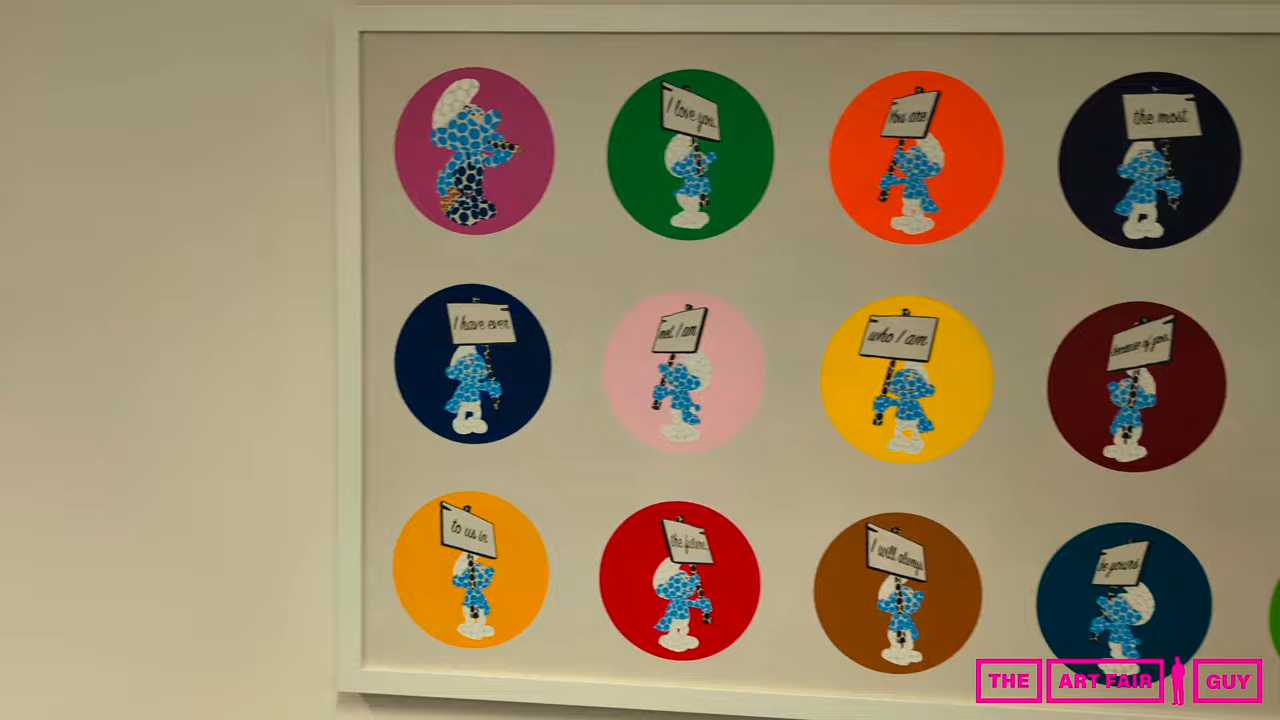 I love you.
You are
the most
I have ever
met. I am
who I am
because of you.
to us in
the future,
I will always
be yours
THE ART FAIR GUY